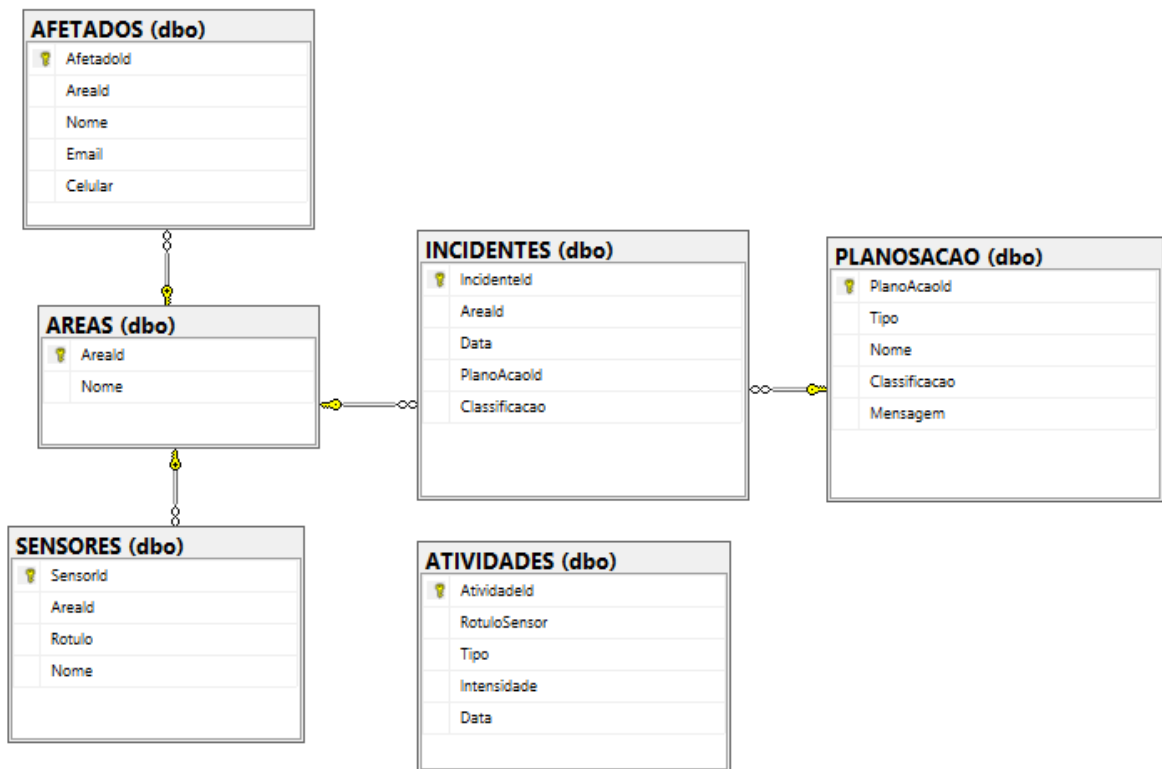 AFETADOS (dbo)
AfetadoId
AreaId
Nome
Email
Celular
AREAS (dbo)
AreaId
Nome
SENSORES (dbo)
SensorId
AreaId
Rotulo
Nome
INCIDENTES (dbo)
IncidenteId
AreaId
Data
PlanoAcaoId
Classificacao
ATIVIDADES (dbo)
AtividadeId
RotuloSensor
Tipo
Intensidade
Data
PLANOSACAO (dbo)
PlanoAcaoId
Tipo
Nome
Classificacao
Mensagem